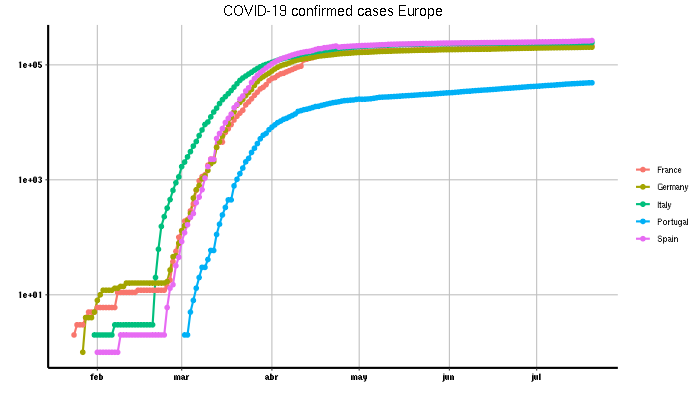 COVID-19 confirmed cases Europe
1e+05
1e+03
1e+01
feb mar abr may jun jul
France
Germany
Italy
Portugal
Spain